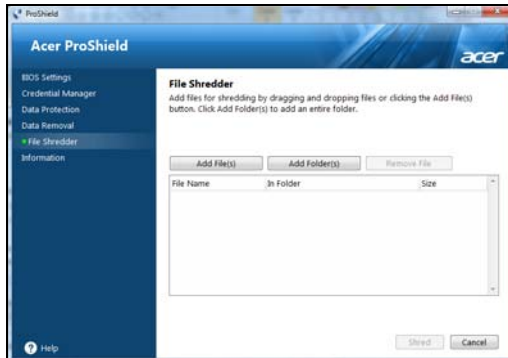 ProShield
Acer ProShield
acer
BIOS Settings
Credential Manager
Data Protection
Data Removal
File Shredder
Information
Help
File Shredder
Add files for shredding by dragging and dropping files or clicking the Add File(s)
button. Click Add Folder(s) to add an entire folder.
Add File(s) Add Folder(s) Remove File
File Name In Folder Size
Shred Cancel